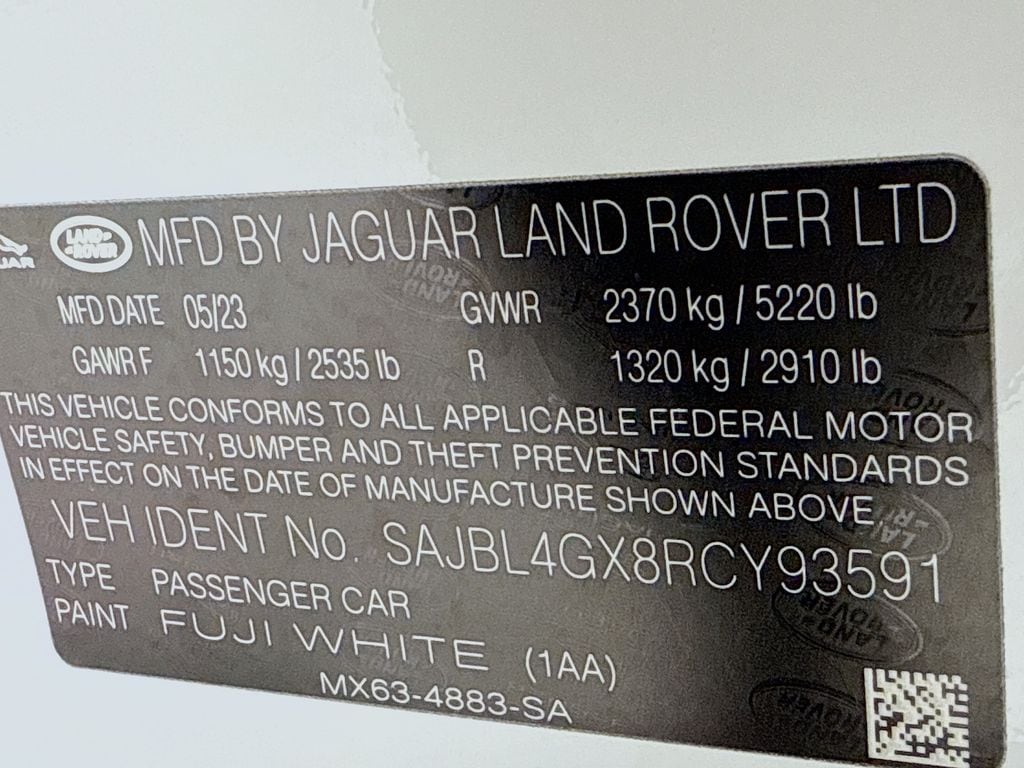 LAND ROVER MFD BY JAGUAR LAND ROVER LTD
MFD DATE 05/23 GVWR 2370 kg / 5220 lb
GAWR F 1150 kg / 2535 lb R 1320 kg / 2910 lb
THIS VEHICLE CONFORMS TO ALL APPLICABLE FEDERAL MOTOR
VEHICLE SAFETY, BUMPER AND THEFT PREVENTION STANDARDS
IN EFFECT ON THE DATE OF MANUFACTURE SHOWN ABOVE
VEH IDENT No. SAJBL4GX8RCY93591
TYPE PASSENGER CAR
PAINT FUJI WHITE (1AA)
MX63-4883-SA